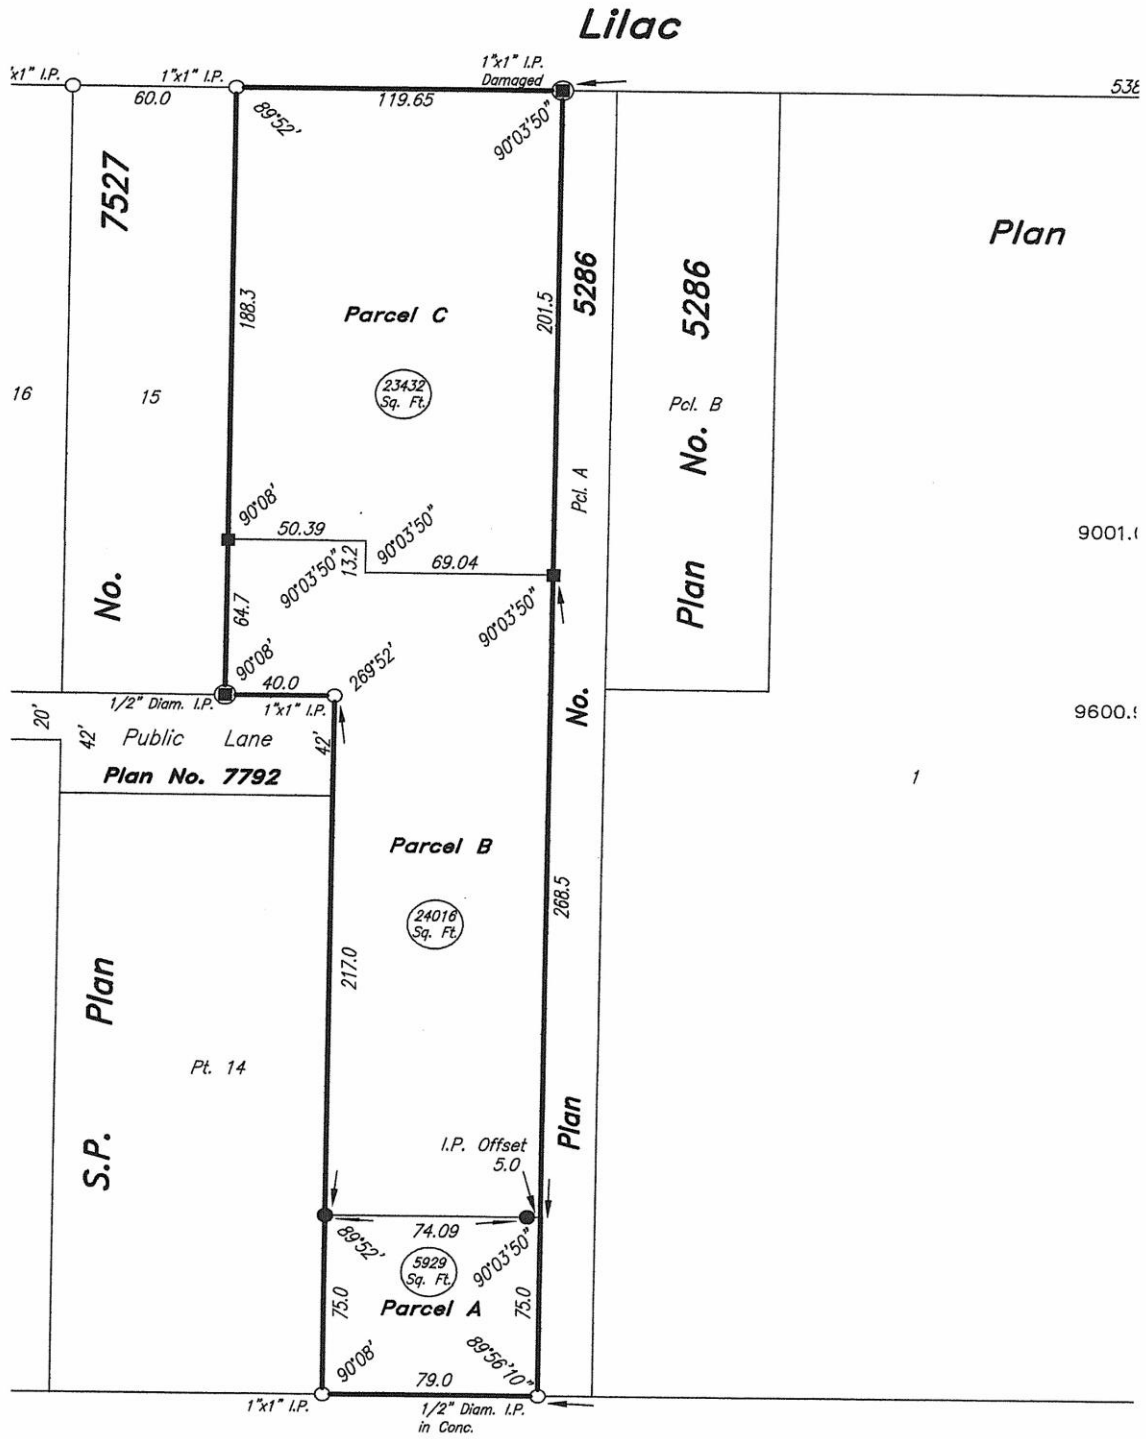 Lilac
1"x1" I.P.
Damaged
'x1" I.P.
1"x1" I.P.
60.0
119.65
538
89°52'
90°03'50"
7527
Plan
5286
5286
188.3
201.5
Parcel C
23432
Sq. Ft.
16
15
Pcl. B
No.
Pcl. A
90°08'
50.39
90°03'50"
9001.
13.2
69.04
90°03'50"
Plan
No.
64.7
90°03'50"
90°08'
269°52'
40.0
1/2" Diam. I.P.
1"x1" I.P.
No.
20'
42'
Public Lane
42'
9600.
Plan No. 7792
1
Parcel B
268.5
24016
Sq. Ft.
217.0
Plan
Pt. 14
Plan
S.P.
I.P. Offset
5.0
74.09
89°52'
90°03'50"
5929
Sq. Ft.
75.0
Parcel A
75.0
90°08'
89°56'10"
79.0
1"x1" I.P.
1/2" Diam. I.P.
in Conc.